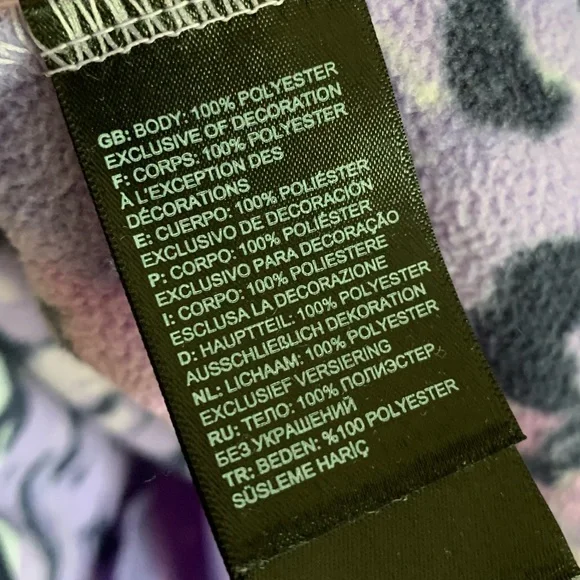 GB: BODY: 100% POLYESTER
EXCLUSIVE OF DECORATION
F: CORPS: 100% POLYESTER
À L'EXCEPTION DES
DÉCORATIONS
E: CUERPO: 100% POLIÉSTER
EXCLUSIVO DE DECORACIÓN
P: CORPO: 100% POLIÉSTER
EXCLUSIVO PARA DECORAÇÃO
I: CORPO: 100% POLIESTERE
ESCLUSA LA DECORAZIONE
D: HAUPTTEIL: 100% POLYESTER
AUSSCHLIEßLICH DEKORATION
NL: LICHAAM: 100% POLYESTER
EXCLUSIEF VERSIERING
RU: ТЕЛО: 100% ПОЛИЭСТЕР.
БЕЗ УКРАШЕНИЙ
TR: BEDEN: %100 POLYESTER
SÜSLEME HARİÇ